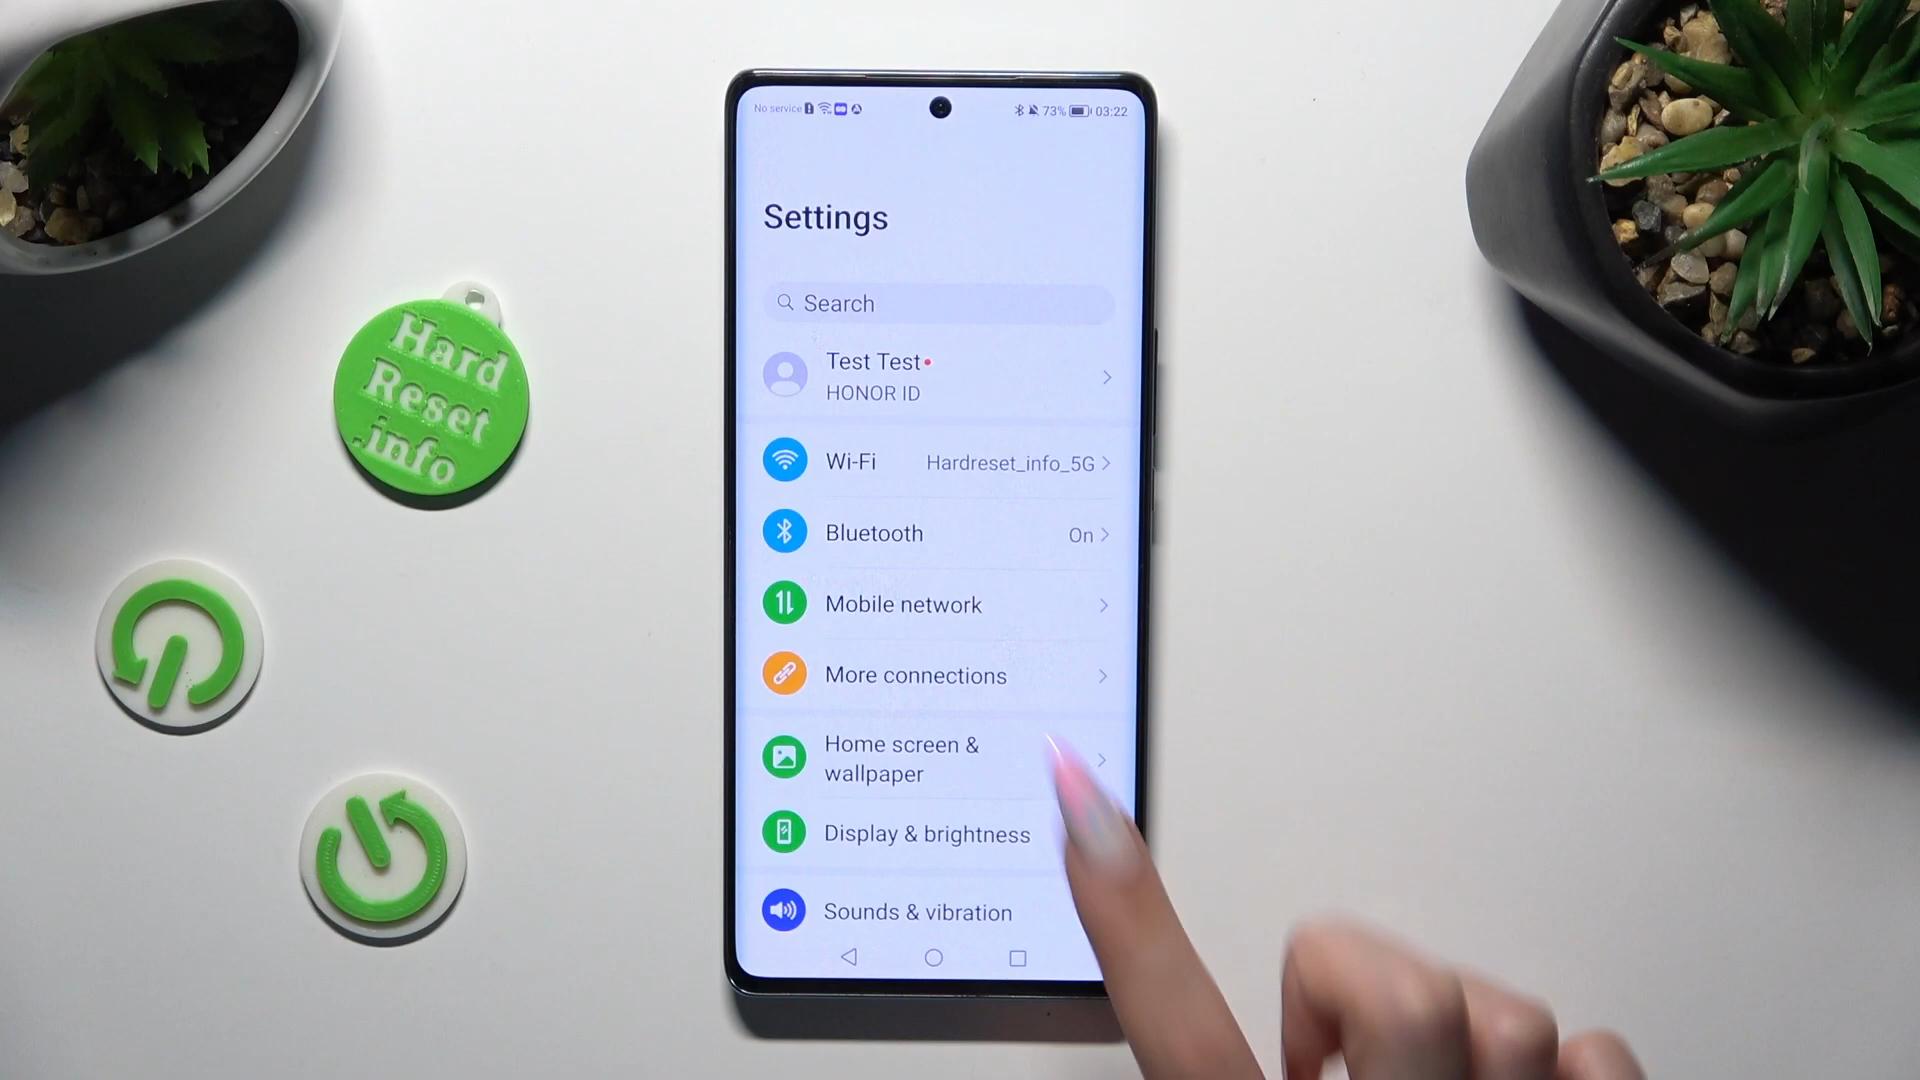 No service
73% 03:22
Settings
Search
Test Test
HONOR ID
Wi-Fi Hardreset_info_5G
Bluetooth On
Mobile network
More connections
Home screen &
wallpaper
Display & brightness
Sounds & vibration
Hard
Reset
.info